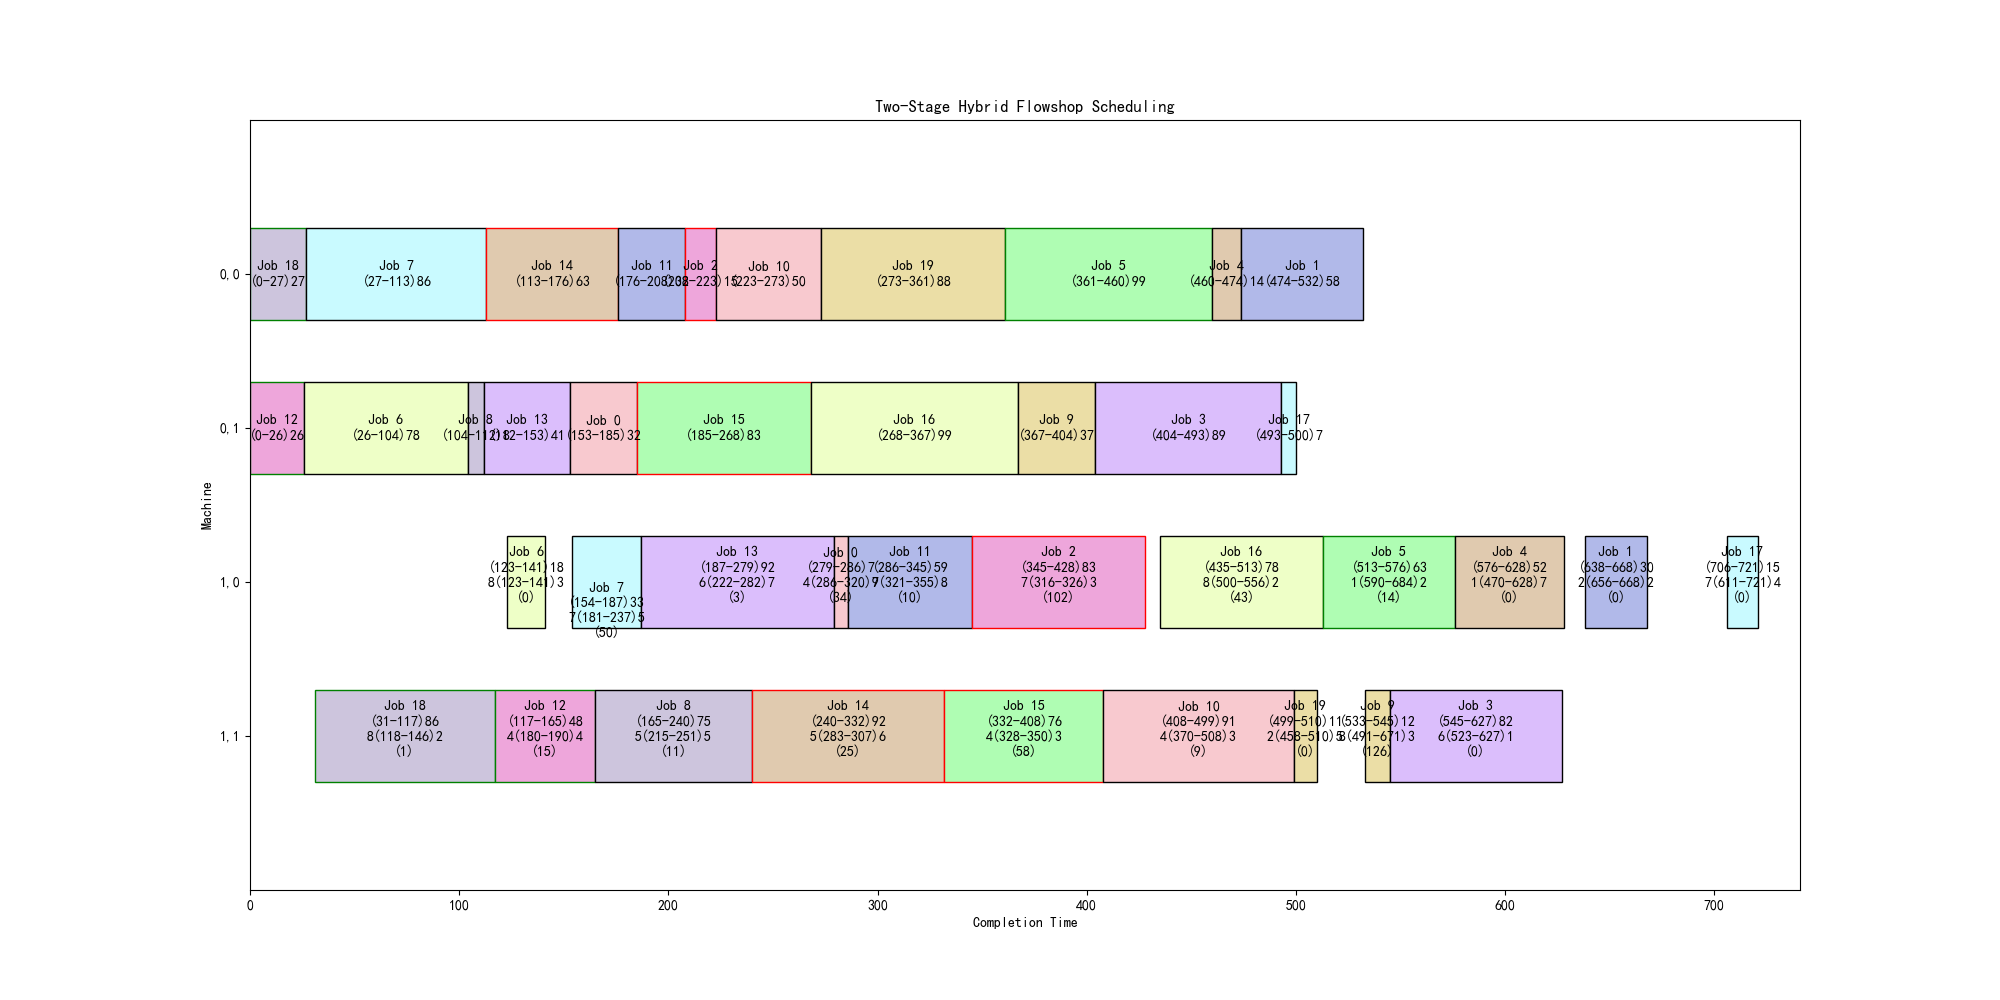 Two-Stage Hybrid Flowshop Scheduling
0,0
Job 18
(0-27)27
Job 7
(27-113)86
Job 14
(113-176)63
Job 11
(176-208)32
Job 2
(208-223)15
Job 10
(223-273)50
Job 19
(273-361)88
Job 5
(361-460)99
Job 4
(460-474)14
Job 1
(474-532)58
0,1
Job 12
(0-26)26
Job 6
(26-104)78
Job 8
(104-112)8
Job 13
(112-153)41
Job 0
(153-185)32
Job 15
(185-268)83
Job 16
(268-367)99
Job 9
(367-404)37
Job 3
(404-493)89
Job 17
(493-500)7
Machine
1,0
Job 6
(123-141)18
8(123-141)3
(0)
Job 7
(154-187)33
7(181-237)5
(50)
Job 13
(187-279)92
6(222-282)7
(3)
Job 0
(279-286)7
4(286-320)9
(34)
Job 11
(286-345)59
7(321-355)8
(10)
Job 2
(345-428)83
7(316-326)3
(102)
Job 16
(435-513)78
8(500-556)2
(43)
Job 5
(513-576)63
1(590-684)2
(14)
Job 4
(576-628)52
1(470-628)7
(0)
Job 1
(638-668)30
2(656-668)2
(0)
Job 17
(706-721)15
7(611-721)4
(0)
1,1
Job 18
(31-117)86
8(118-146)2
(1)
Job 12
(117-165)48
4(180-190)4
(15)
Job 8
(165-240)75
5(215-251)5
(11)
Job 14
(240-332)92
5(283-307)6
(25)
Job 15
(332-408)76
4(328-350)3
(58)
Job 10
(408-499)91
4(370-508)3
(9)
Job 19
(499-510)11
2(458-510)5
(0)
Job 9
(533-545)12
8(491-671)3
(126)
Job 3
(545-627)82
6(523-627)1
(0)
0
100
200
300
400
500
600
700
Completion Time